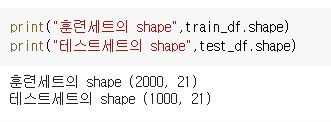 print("훈련세트의 shape",train_df.shape)
print("테스트세트의 shape",test_df.shape)
훈련세트의 shape (2000, 21)
테스트세트의 shape (1000, 21)